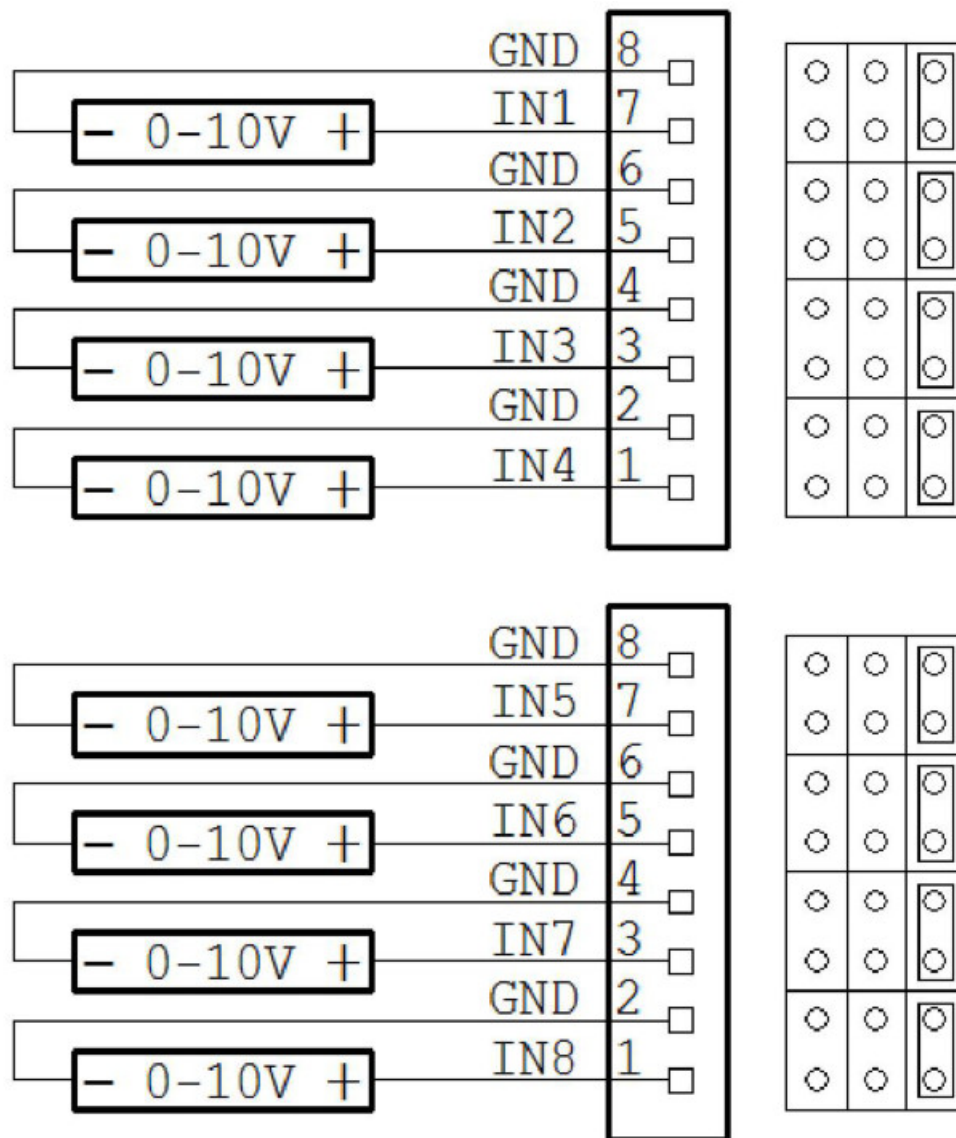 GND 8
IN1 7
- 0-10V +
GND 6
IN2 5
- 0-10V +
GND 4
IN3 3
- 0-10V +
GND 2
IN4 1
- 0-10V +
GND 8
IN5 7
- 0-10V +
GND 6
IN6 5
- 0-10V +
GND 4
IN7 3
- 0-10V +
GND 2
IN8 1
- 0-10V +